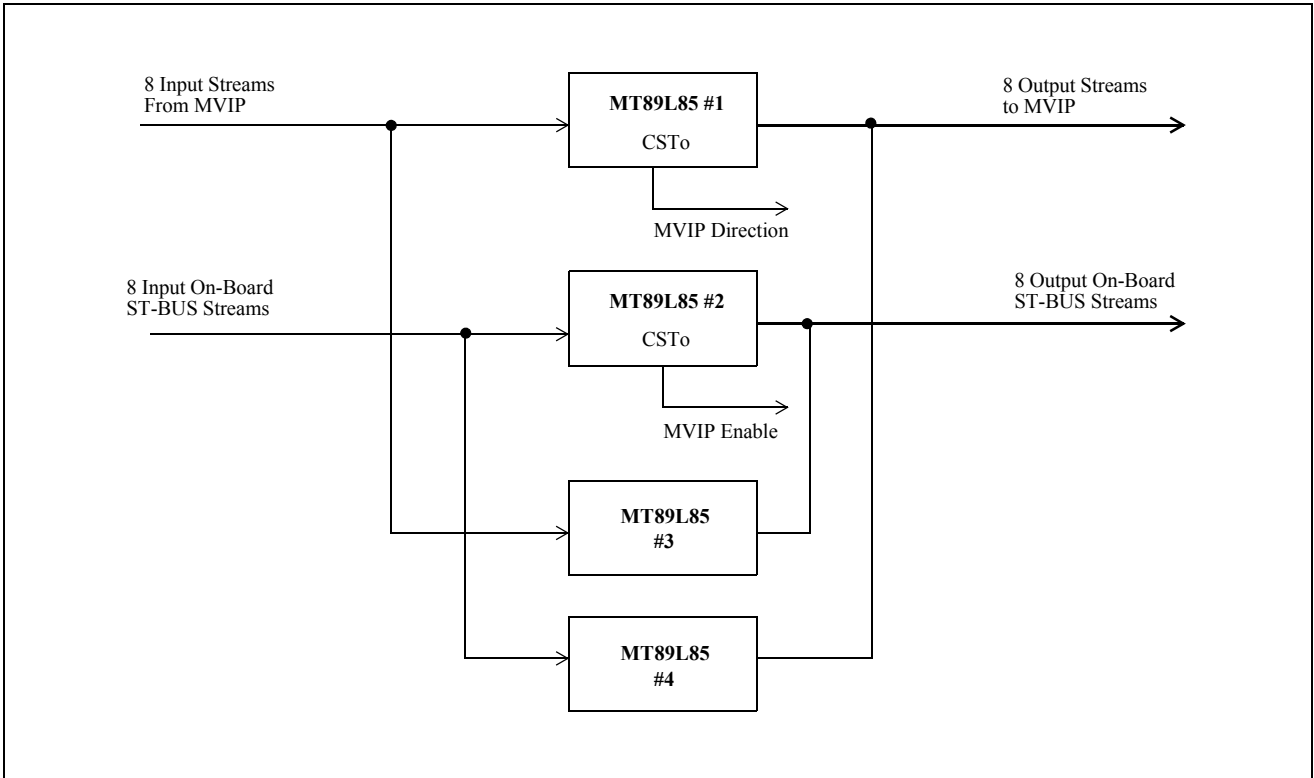 8 Input Streams
From MVIP
MT89L85 #1
CSTo
8 Output Streams
to MVIP
MVIP Direction
8 Input On-Board
ST-BUS Streams
MT89L85 #2
CSTo
8 Output On-Board
ST-BUS Streams
MVIP Enable
MT89L85
#3
MT89L85
#4